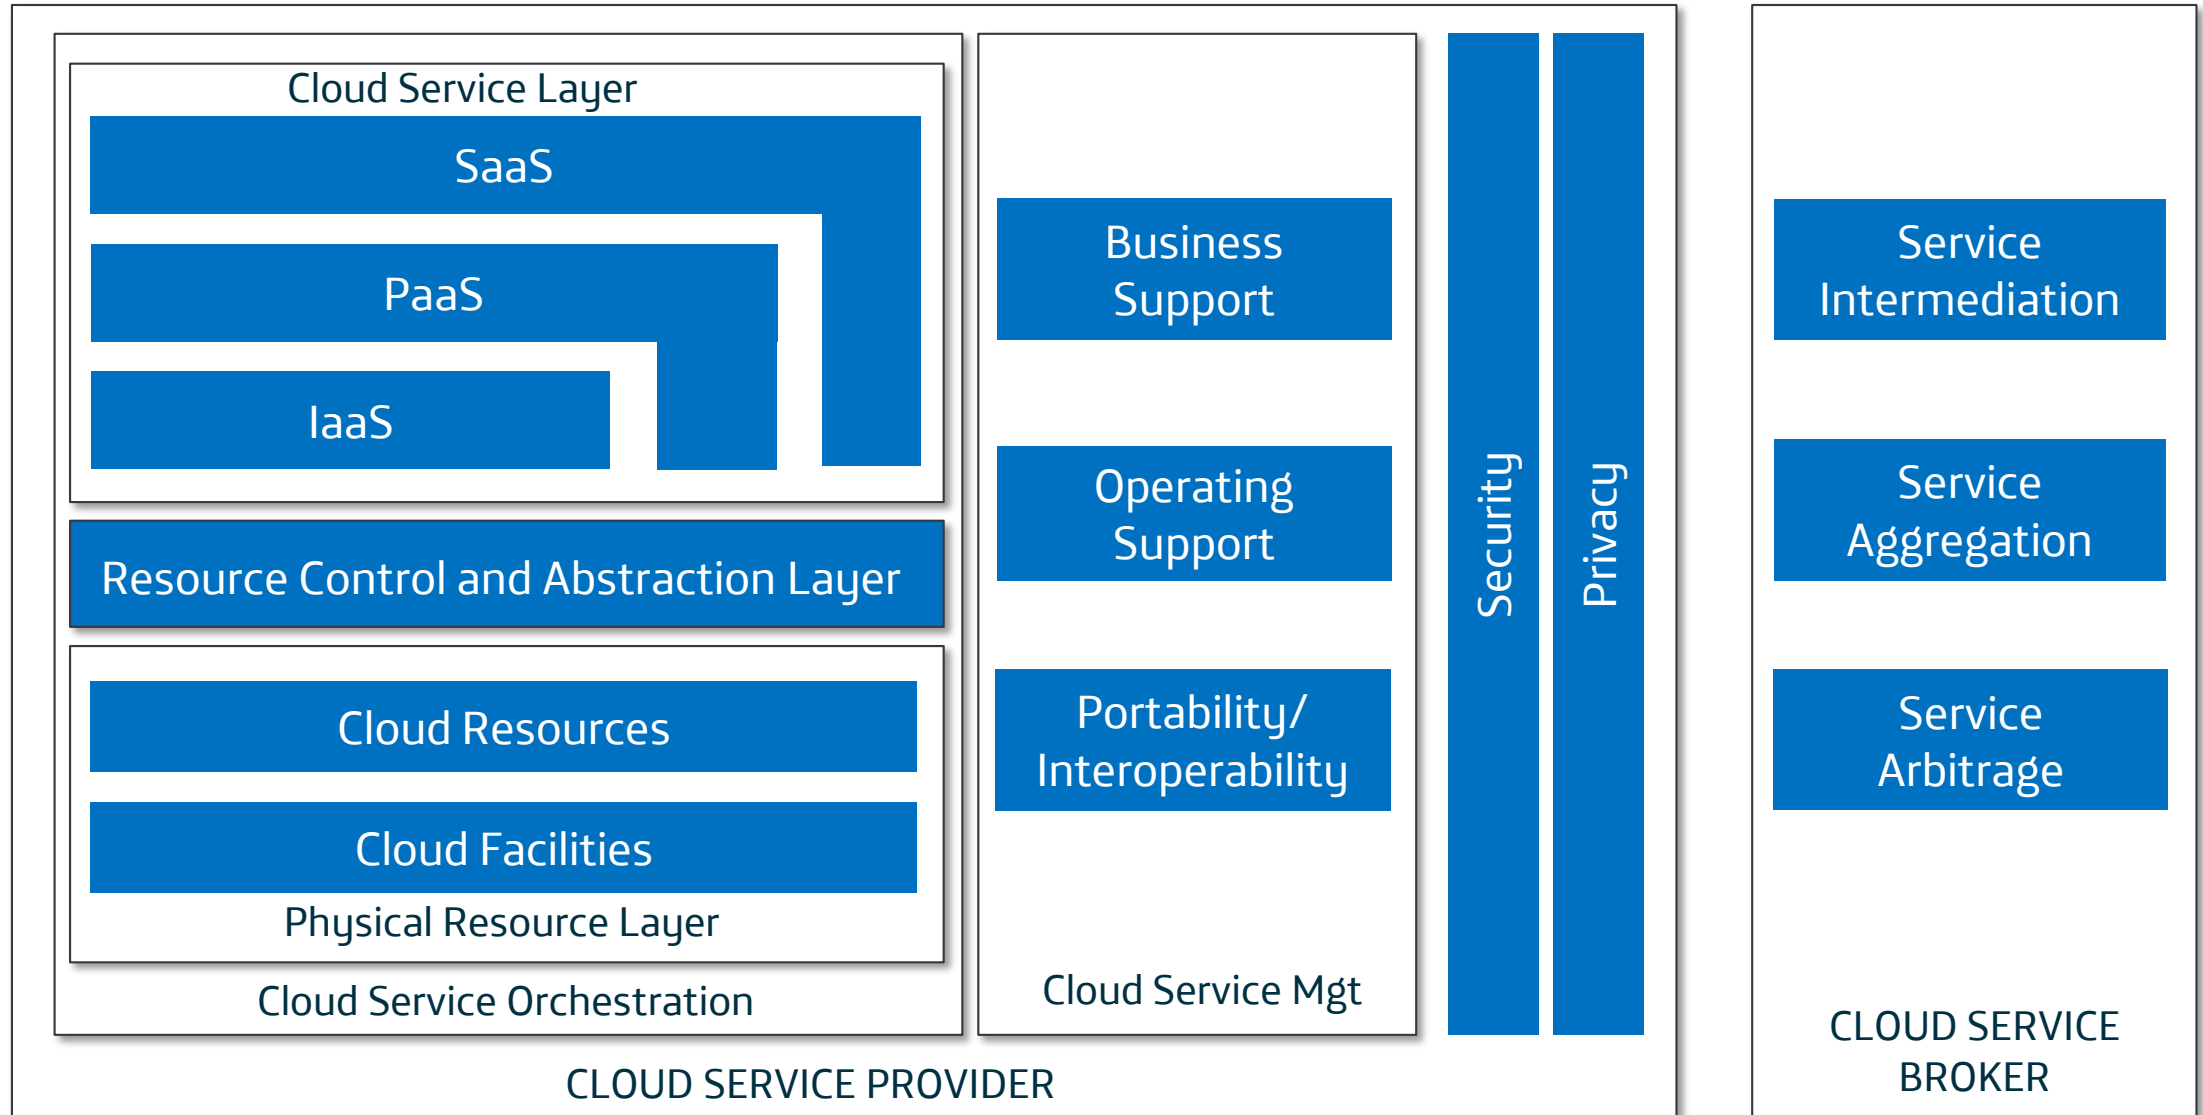 Cloud Service Layer
SaaS
PaaS
IaaS
Resource Control and Abstraction Layer
Cloud Resources
Cloud Facilities
Physical Resource Layer
Cloud Service Orchestration
Business
Support
Operating
Support
Portability/
Interoperability
Cloud Service Mgt
Security
Privacy
CLOUD SERVICE PROVIDER
Service
Intermediation
Service
Aggregation
Service
Arbitrage
CLOUD SERVICE
BROKER